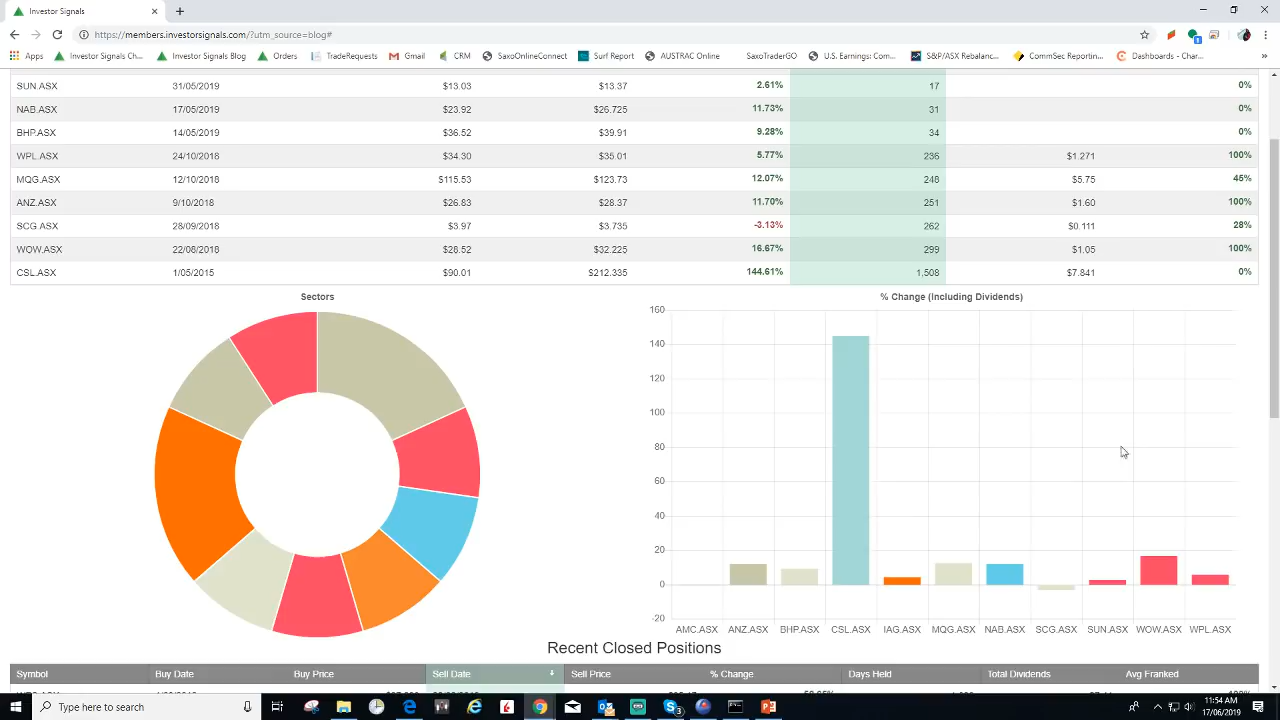 Investor Signals
https://members.investorsignals.com/?utm_source=blog#
Apps Investor Signals Ch... Investor Signals Blog Orders TradeRequests Gmail CRM SaxoOnlineConnect Surf Report AUSTRAC Online SaxoTraderGO U.S. Earnings: Com... S&P/ASX Rebalanc... CommSec Reportin... Dashboards - Char... »
SUN.ASX 31/05/2019 $13.03 $13.37 2.61% 17 0%
NAB.ASX 17/05/2019 $23.92 $26.725 11.73% 31 0%
BHP.ASX 14/05/2019 $36.52 $39.91 9.28% 34 0%
WPL.ASX 24/10/2018 $34.30 $35.01 5.77% 236 $1.271 100%
MQG.ASX 12/10/2018 $115.53 $123.73 12.07% 248 $5.75 45%
ANZ.ASX 9/10/2018 $26.83 $28.37 11.70% 251 $1.60 100%
SCG.ASX 28/09/2018 $3.97 $3.735 -3.13% 262 $0.111 28%
WOW.ASX 22/08/2018 $28.52 $32.225 16.67% 299 $1.05 100%
CSL.ASX 1/05/2015 $90.01 $212.335 144.61% 1,508 $7.841 0%
Sectors
% Change (Including Dividends)
160
140
120
100
80
60
40
20
0
-20
AMC.ASX ANZ.ASX BHP.ASX CSL.ASX IAG.ASX MQG.ASX NAB.ASX SCG.ASX SUN.ASX WOW.ASX WPL.ASX
Recent Closed Positions
Symbol Buy Date Buy Price Sell Date Sell Price % Change Days Held Total Dividends Avg Franked
Type here to search
11:54 AM
17/06/2019